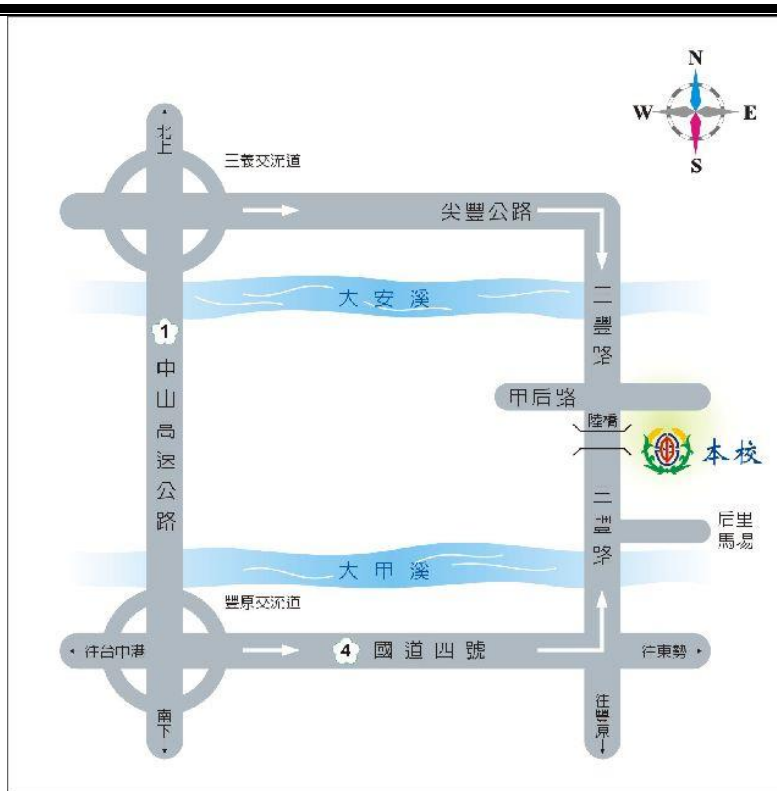 N
W E
S
北上
三義交流道
尖豐公路
大安溪
二豐路
1
中山高速公路
甲后路
陸橋
本校
二豐路
后里
馬場
大甲溪
豐原交流道
往台中港
4 國道四號
往東勢
南下
往豐原